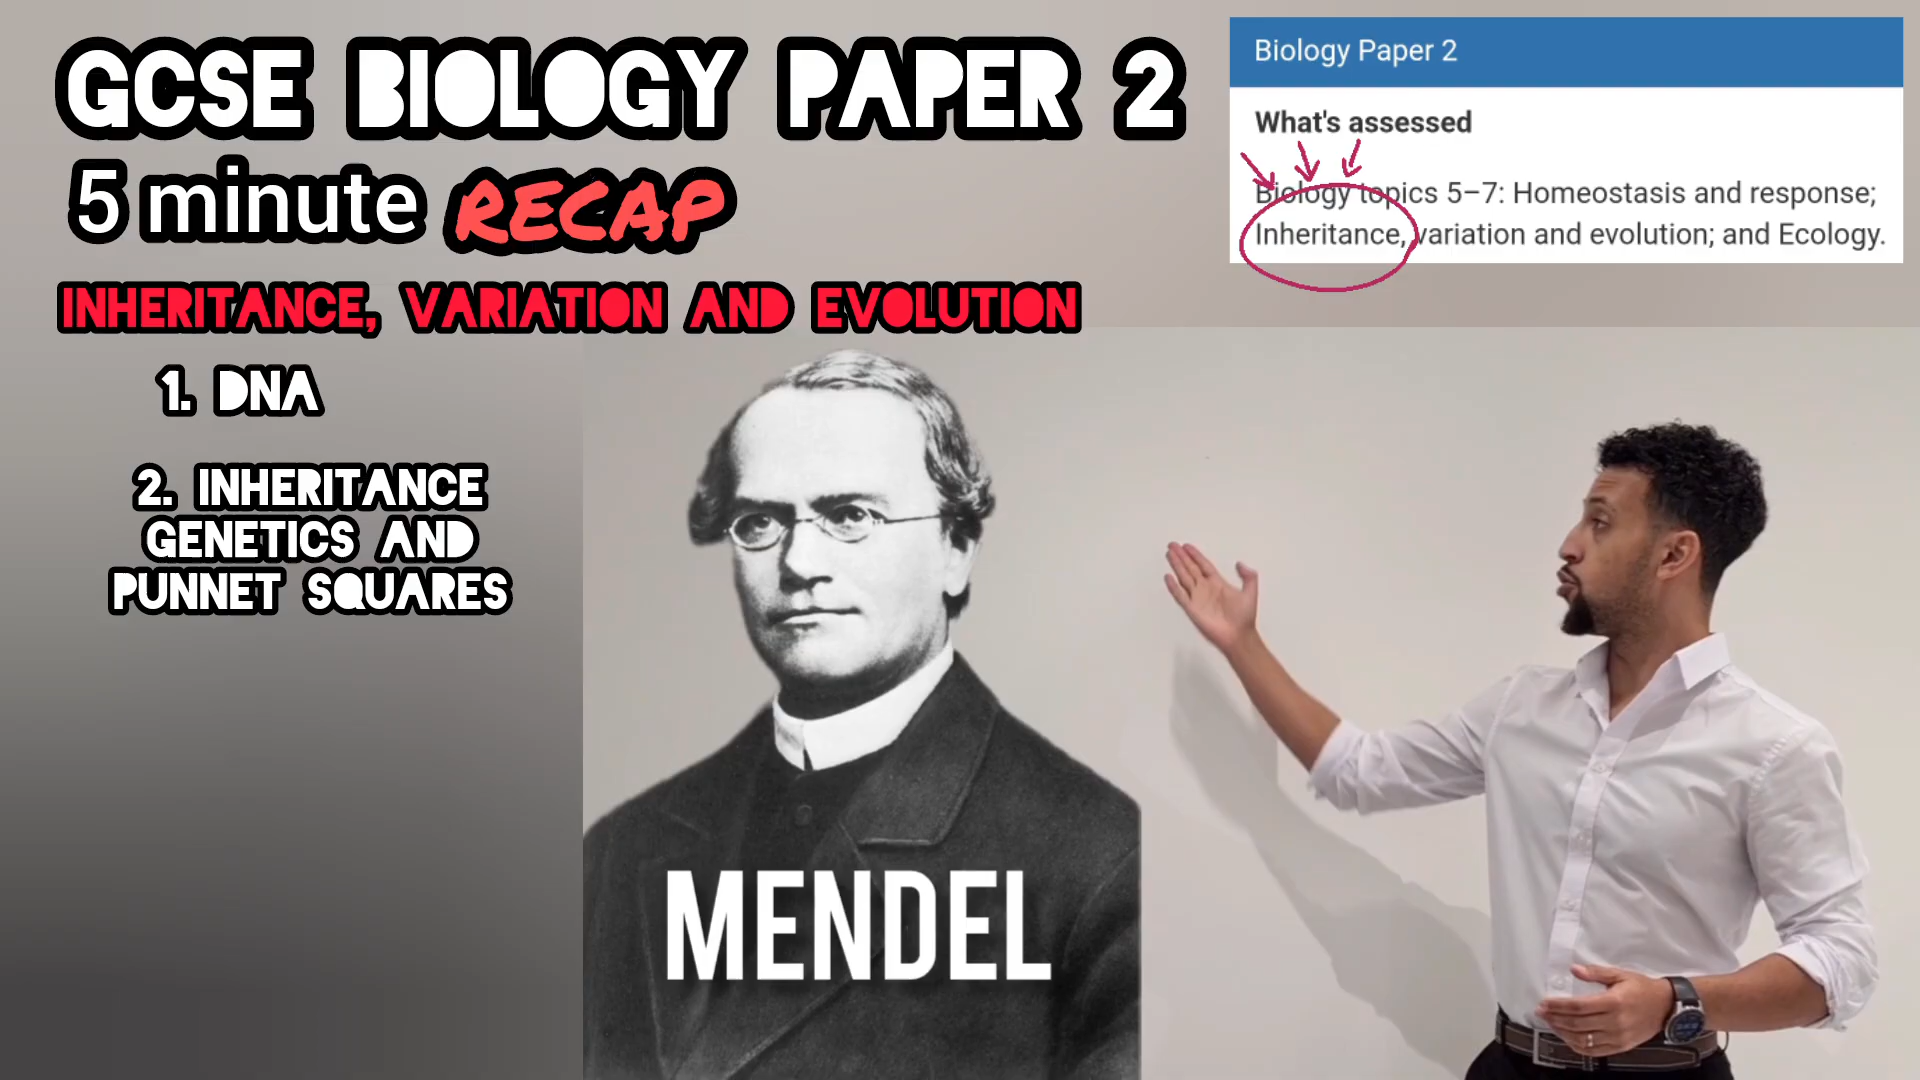 GCSE BIOLOGY PAPER 2
5 minute RECAP
INHERITANCE, VARIATION AND EVOLUTION
1. DNA
2. INHERITANCE
GENETICS AND
PUNNET SQUARES
MENDEL
Biology Paper 2
What's assessed
Biology topics 5–7: Homeostasis and response;
Inheritance, variation and evolution; and Ecology.